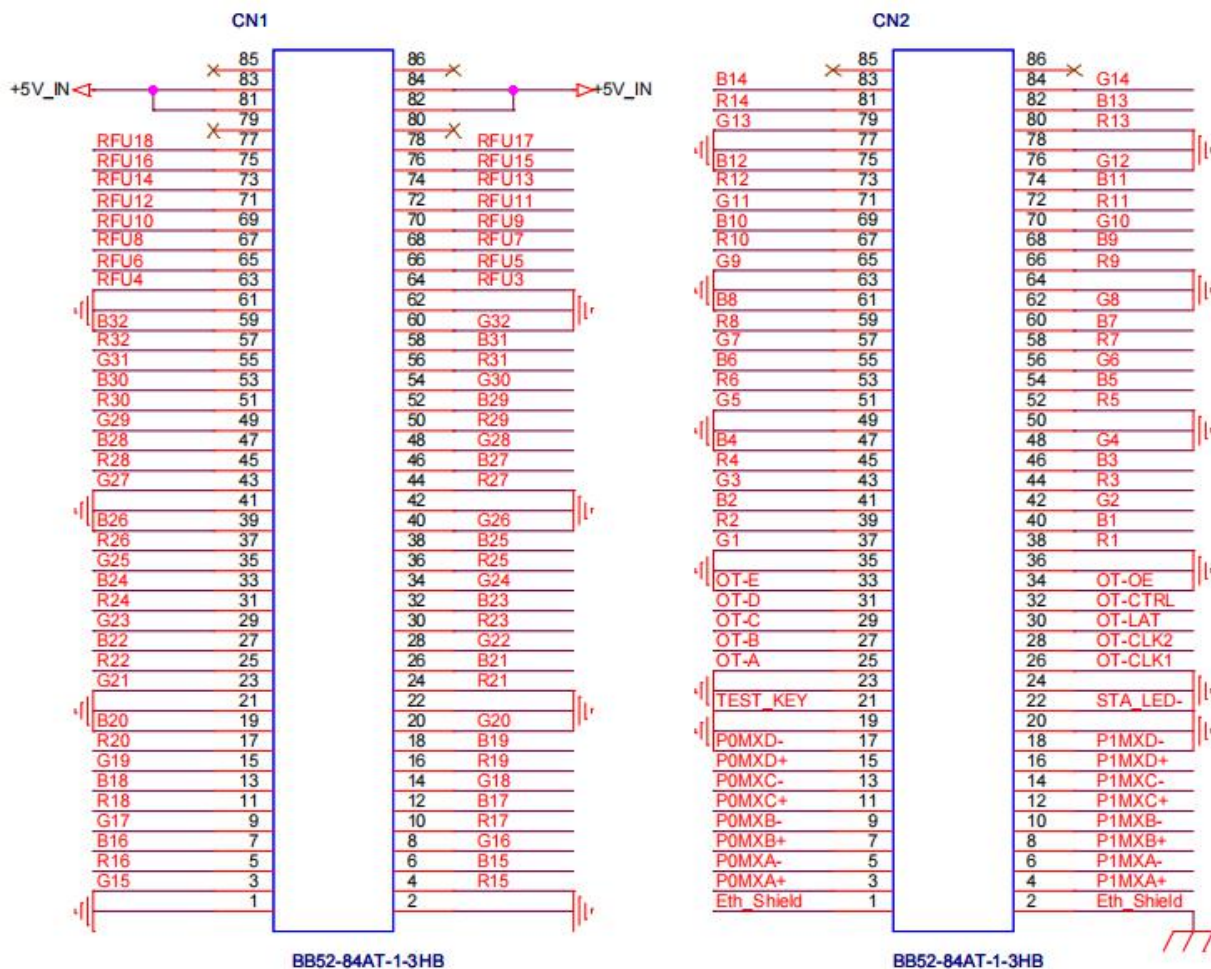 CN1
85 86
+5V_IN 83 84 +5V_IN
81 82
79 80
RFU18 77 78 RFU17
RFU16 75 76 RFU15
RFU14 73 74 RFU13
RFU12 71 72 RFU11
RFU10 69 70 RFU9
RFU8 67 68 RFU7
RFU6 65 66 RFU5
RFU4 63 64 RFU3
61 62
B32 59 60 G32
R32 57 58 B31
G31 55 56 R31
B30 53 54 G30
R30 51 52 B29
G29 49 50 R29
B28 47 48 G28
R28 45 46 B27
G27 43 44 R27
41 42
B26 39 40 G26
R26 37 38 B25
G25 35 36 R25
B24 33 34 G24
R24 31 32 B23
G23 29 30 R23
B22 27 28 G22
R22 25 26 B21
G21 23 24 R21
21 22
B20 19 20 G20
R20 17 18 B19
G19 15 16 R19
B18 13 14 G18
R18 11 12 B17
G17 9 10 R17
B16 7 8 G16
R16 5 6 B15
G15 3 4 R15
1 2
BB52-84AT-1-3HB
CN2
85 86
B14 83 84 G14
R14 81 82 B13
G13 79 80 R13
77 78
B12 75 76 G12
R12 73 74 B11
G11 71 72 R11
B10 69 70 G10
R10 67 68 B9
G9 65 66 R9
63 64
B8 61 62 G8
R8 59 60 B7
G7 57 58 R7
B6 55 56 G6
R6 53 54 B5
G5 51 52 R5
49 50
B4 47 48 G4
R4 45 46 B3
G3 43 44 R3
B2 41 42 G2
R2 39 40 B1
G1 37 38 R1
35 36
OT-E 33 34 OT-OE
OT-D 31 32 OT-CTRL
OT-C 29 30 OT-LAT
OT-B 27 28 OT-CLK2
OT-A 25 26 OT-CLK1
23 24
TEST_KEY 21 22 STA_LED-
19 20
P0MXD- 17 18 P1MXD-
P0MXD+ 15 16 P1MXD+
P0MXC- 13 14 P1MXC-
P0MXC+ 11 12 P1MXC+
P0MXB- 9 10 P1MXB-
P0MXB+ 7 8 P1MXB+
P0MXA- 5 6 P1MXA-
P0MXA+ 3 4 P1MXA+
Eth_Shield 1 2 Eth_Shield
BB52-84AT-1-3HB